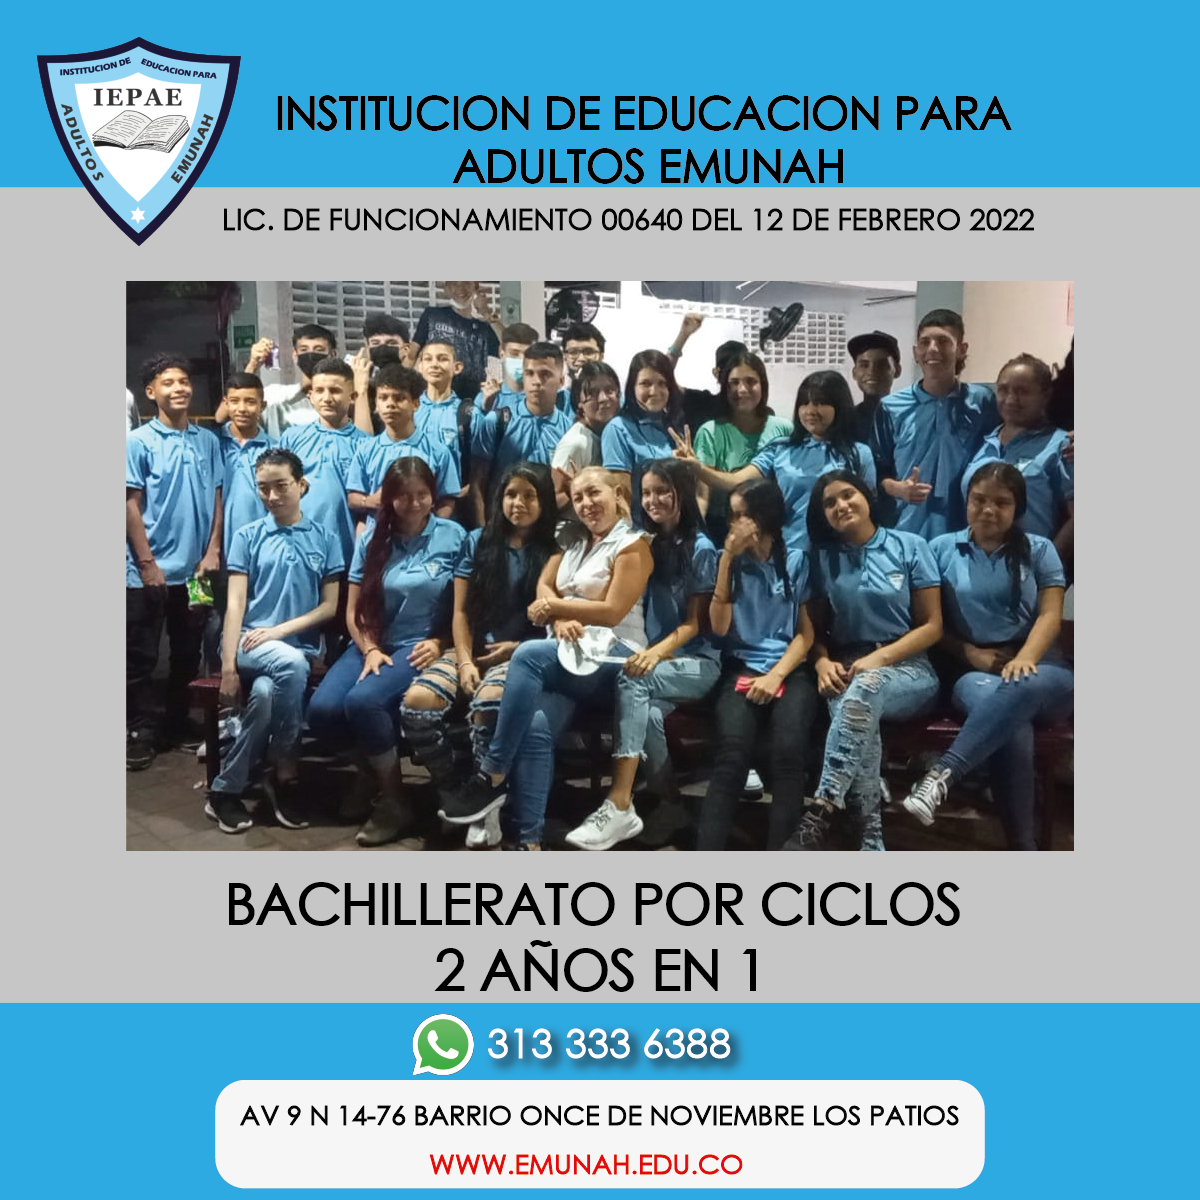 INSTITUCION DE EDUCACION PARA
IEPAE
ADULTOS EMUNAH
INSTITUCION DE EDUCACION PARA
ADULTOS EMUNAH
LIC. DE FUNCIONAMIENTO 00640 DEL 12 DE FEBRERO 2022
BACHILLERATO POR CICLOS
2 AÑOS EN 1
313 333 6388
AV 9 N 14-76 BARRIO ONCE DE NOVIEMBRE LOS PATIOS
WWW.EMUNAH.EDU.CO